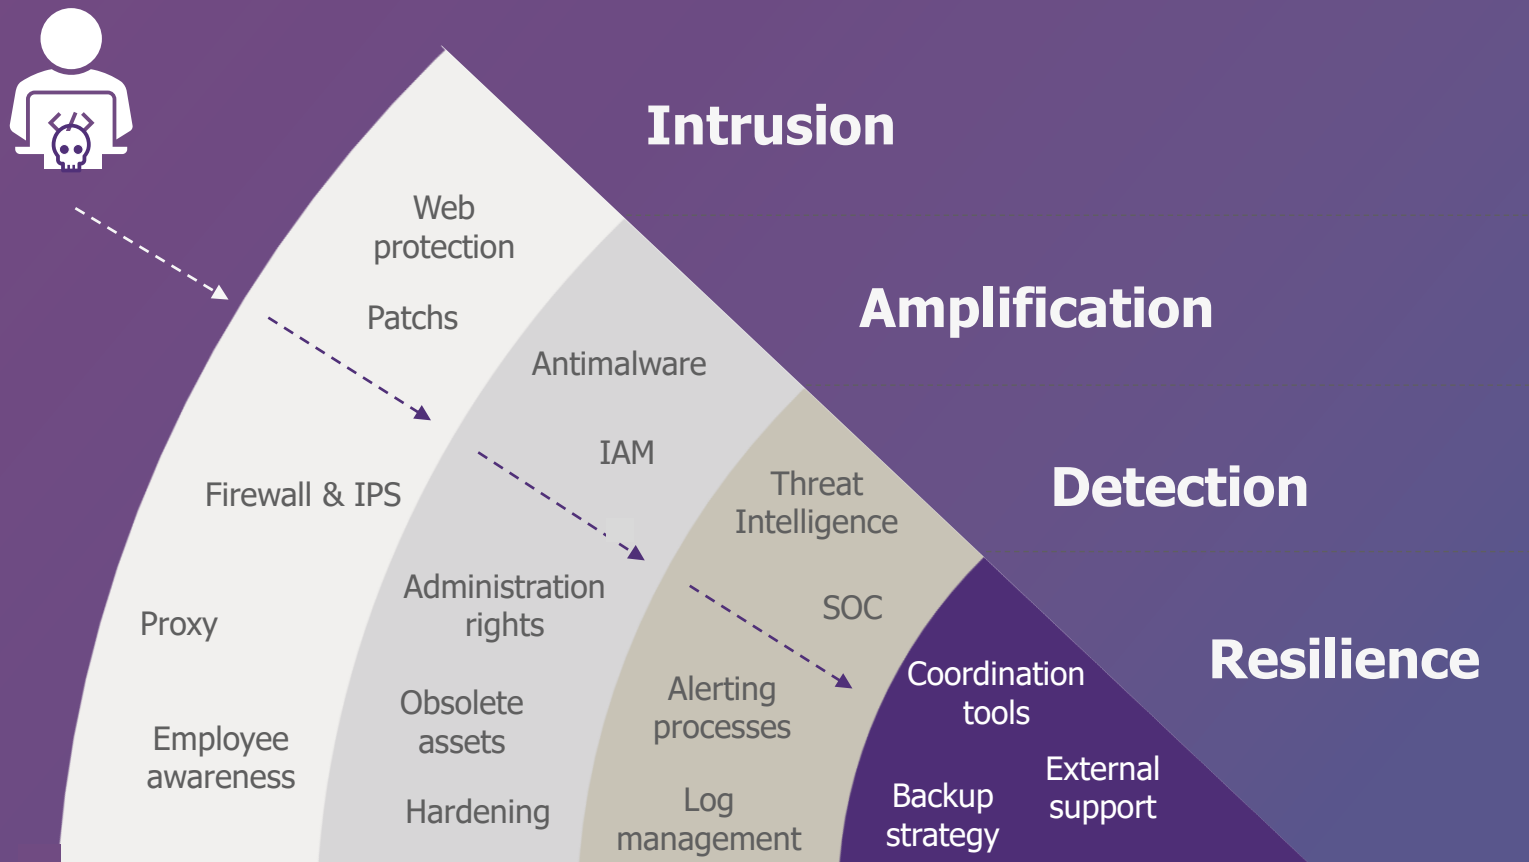 Intrusion
Web
protection
Patchs
Firewall & IPS
Proxy
Employee
awareness
Amplification
Antimalware
IAM
Administration
rights
Obsolete
assets
Hardening
Detection
Threat
Intelligence
SOC
Alerting
processes
Log
management
Resilience
Coordination
tools
External
support
Backup
strategy